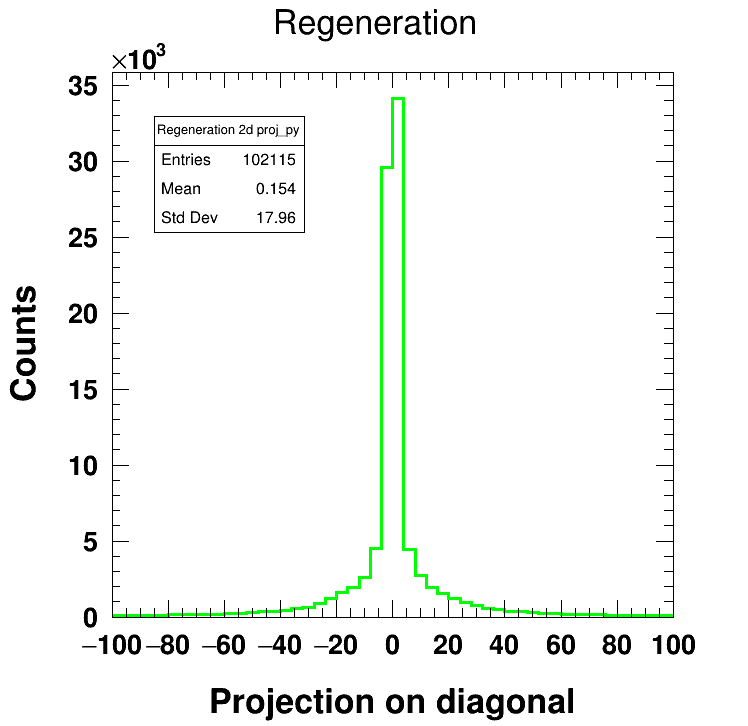 Regeneration
×10³
35
30
25
20
15
10
5
0
Regeneration 2d proj_py
Entries 102115
Mean 0.154
Std Dev 17.96
Counts
−100 −80 −60 −40 −20 0 20 40 60 80 100
Projection on diagonal